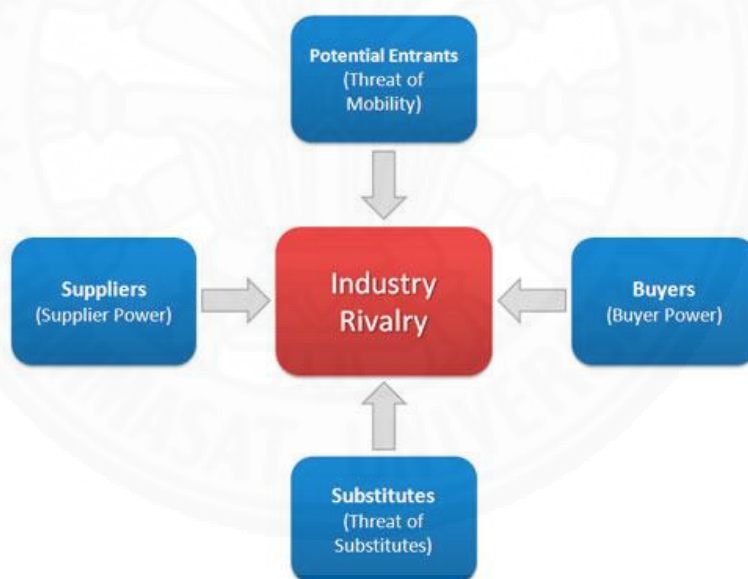 Potential Entrants
(Threat of
Mobility)
Suppliers
(Supplier Power)
Industry
Rivalry
Buyers
(Buyer Power)
Substitutes
(Threat of
Substitutes)